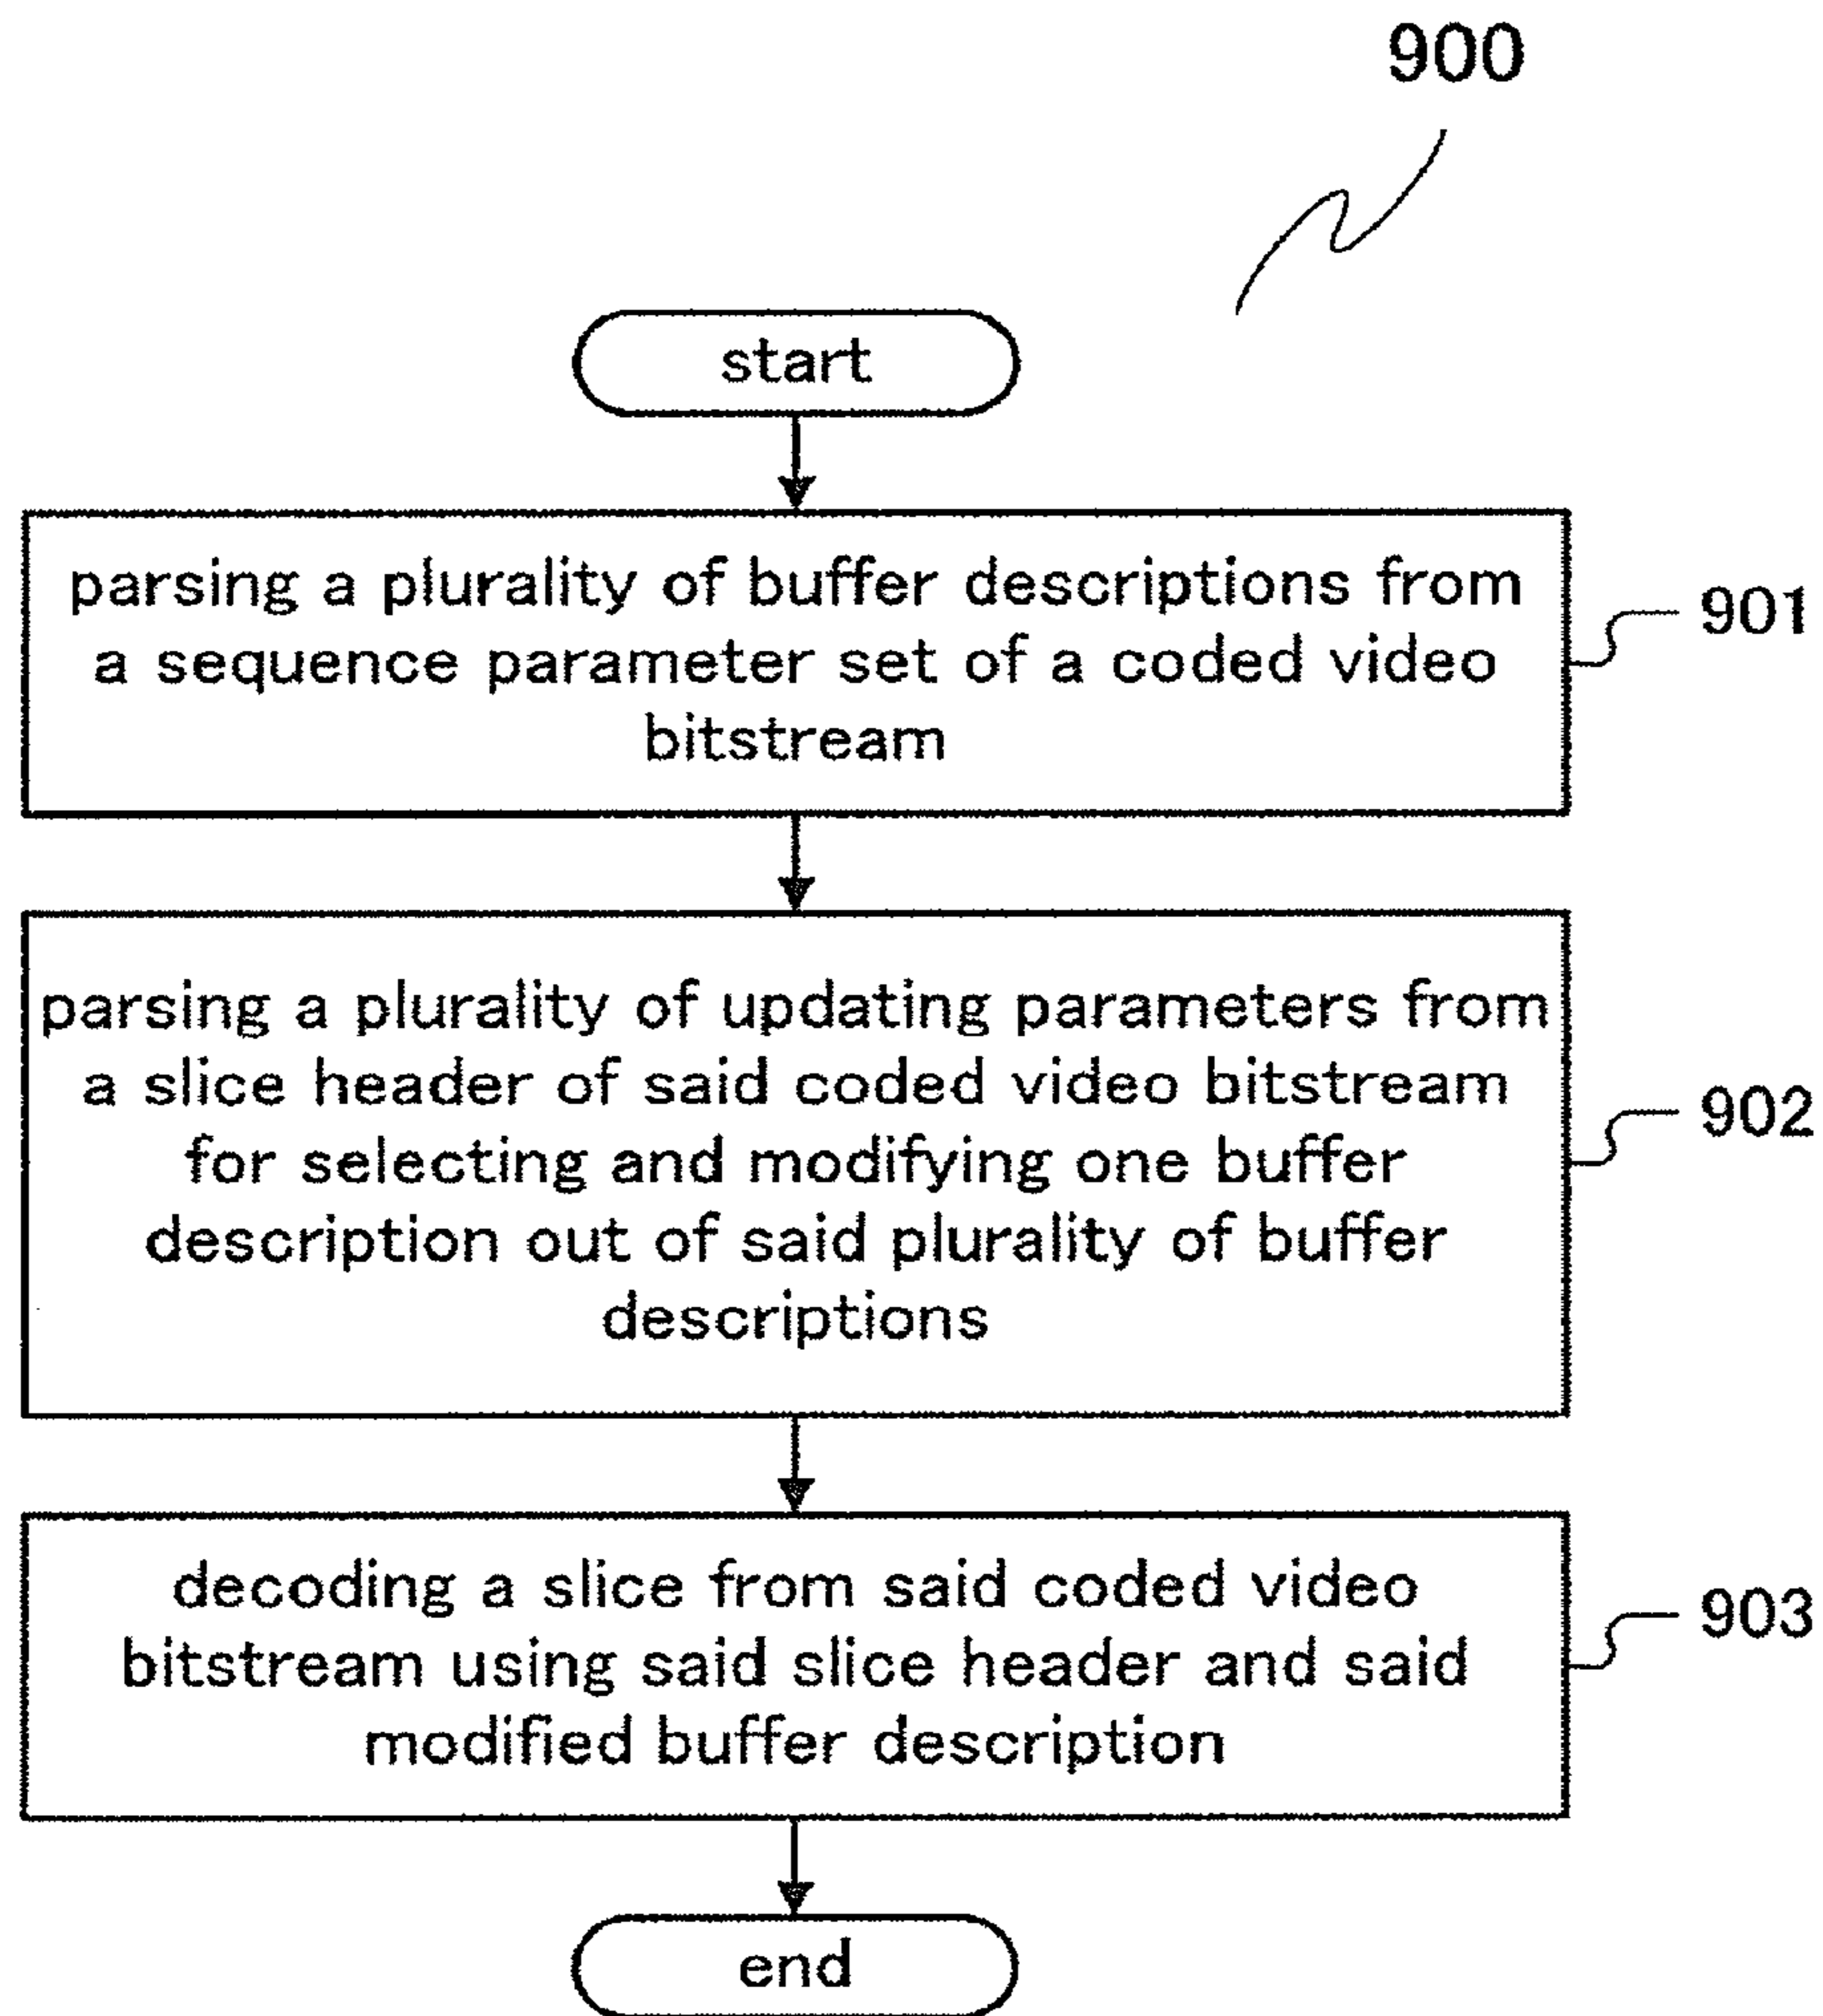 900
start
parsing a plurality of buffer descriptions from
a sequence parameter set of a coded video
bitstream
901
parsing a plurality of updating parameters from
a slice header of said coded video bitstream
for selecting and modifying one buffer
description out of said plurality of buffer
descriptions
902
decoding a slice from said coded video
bitstream using said slice header and said
modified buffer description
903
end